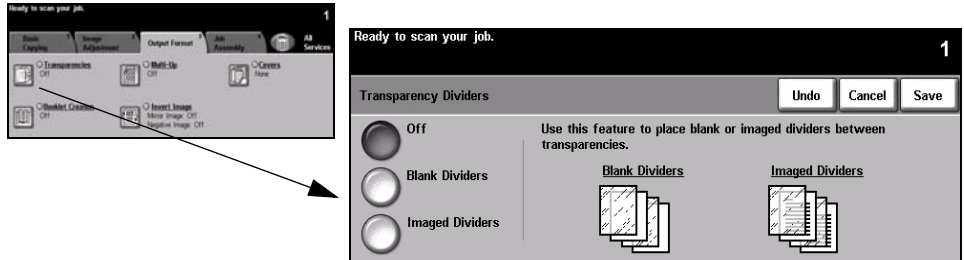 Ready to scan your job.
1
Basic Copying
Image Adjustment
Output Format
Job Assembly
All Services
Transparencies
Off
Multi-Up
Off
Covers
None
Booklet Creation
Off
Invert Image
Mirror Image: Off
Negative Image: Off
Ready to scan your job.
1
Transparency Dividers
Undo
Cancel
Save
Off
Blank Dividers
Imaged Dividers
Use this feature to place blank or imaged dividers between
transparencies.
Blank Dividers
Imaged Dividers